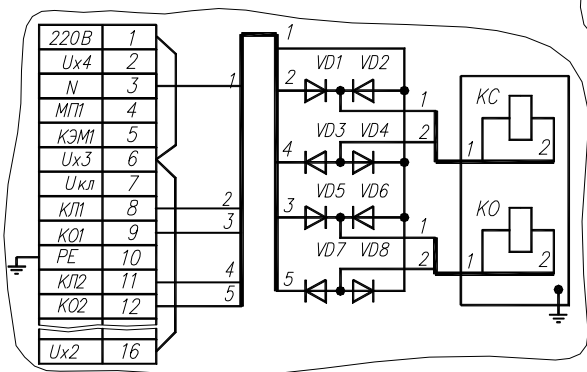 220В 1
Uх4 2
N 3
МП1 4
КЭМ1 5
Uх3 6
Uкл 7
КЛ1 8
КО1 9
РЕ 10
КЛ2 11
КО2 12
Uх2 16
1
2
3
4
5
1
2
4
3
5
VD1 VD2
VD3 VD4
VD5 VD6
VD7 VD8
1
2
1
2
КС
1 2
КО
1 2